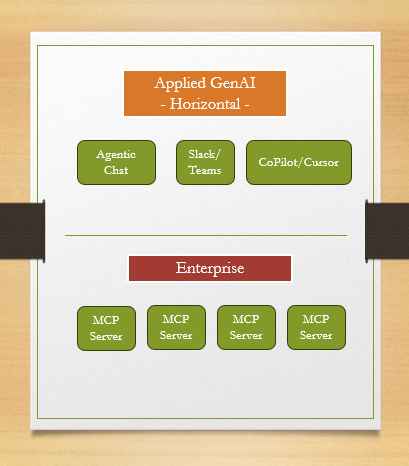 Applied GenAI
- Horizontal -
Agentic
Chat
Slack/
Teams
CoPilot/Cursor
Enterprise
MCP
Server
MCP
Server
MCP
Server
MCP
Server